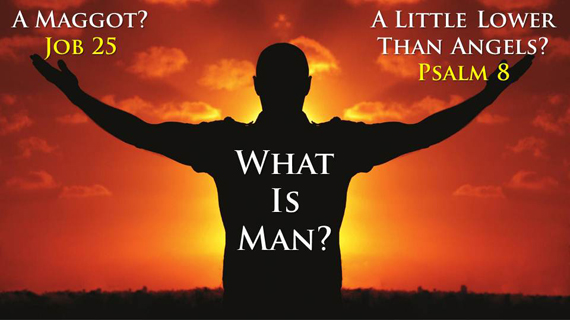 A Maggot?
Job 25
A Little Lower
Than Angels?
Psalm 8
What
Is
Man?